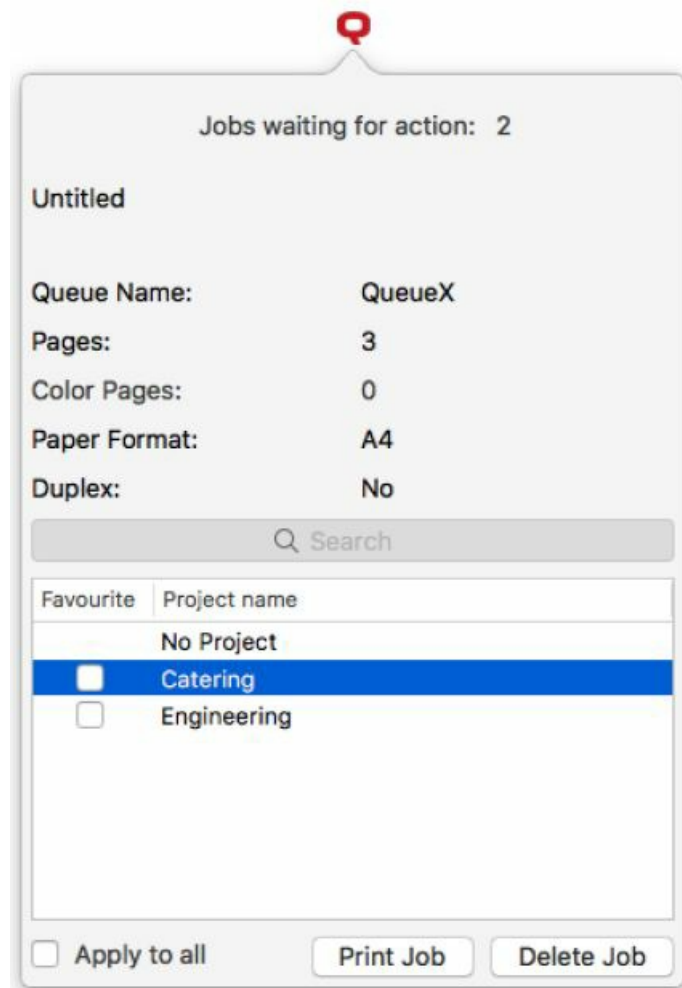 Q
Jobs waiting for action: 2
Untitled
Queue Name: QueueX
Pages: 3
Color Pages: 0
Paper Format: A4
Duplex: No
Search
Favourite Project name
No Project
Catering
Engineering
Apply to all Print Job Delete Job